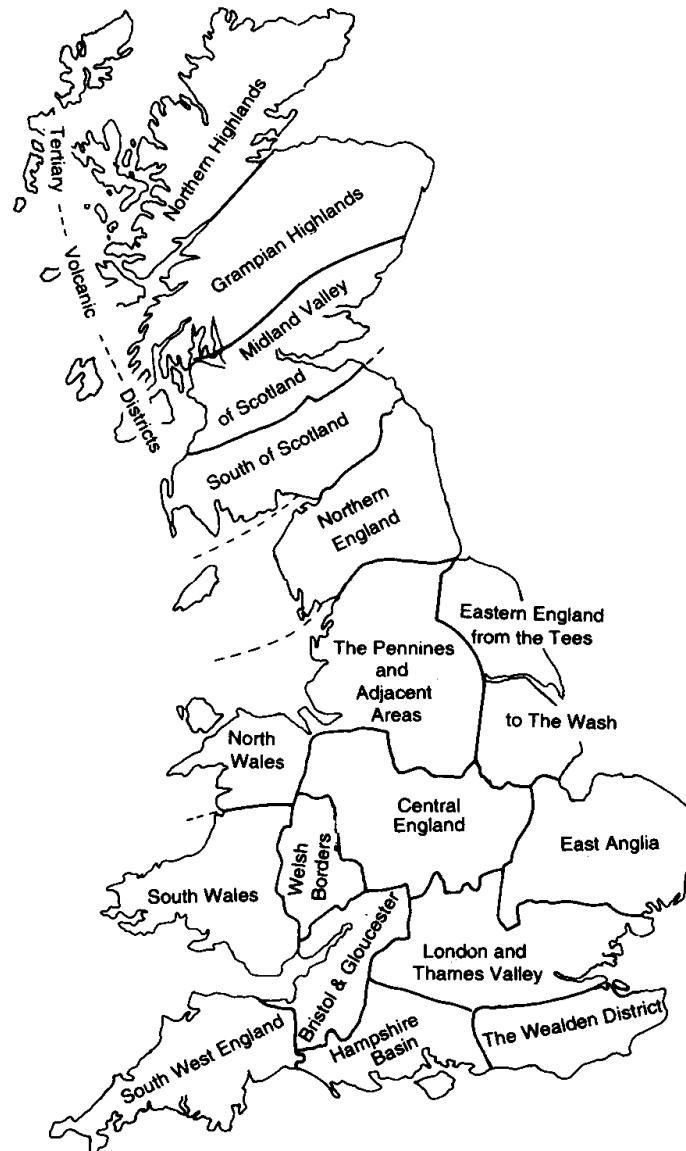 Northern Highlands
Tertiary
Volcanic
Districts
Grampian Highlands
Midland Valley
of Scotland
South of Scotland
Northern
England
Eastern England
from the Tees
to The Wash
The Pennines
and
Adjacent
Areas
North
Wales
Central
England
East Anglia
Welsh
Borders
South Wales
London and
Thames Valley
Bristol & Gloucester
The Wealden District
Hampshire
Basin
South West England